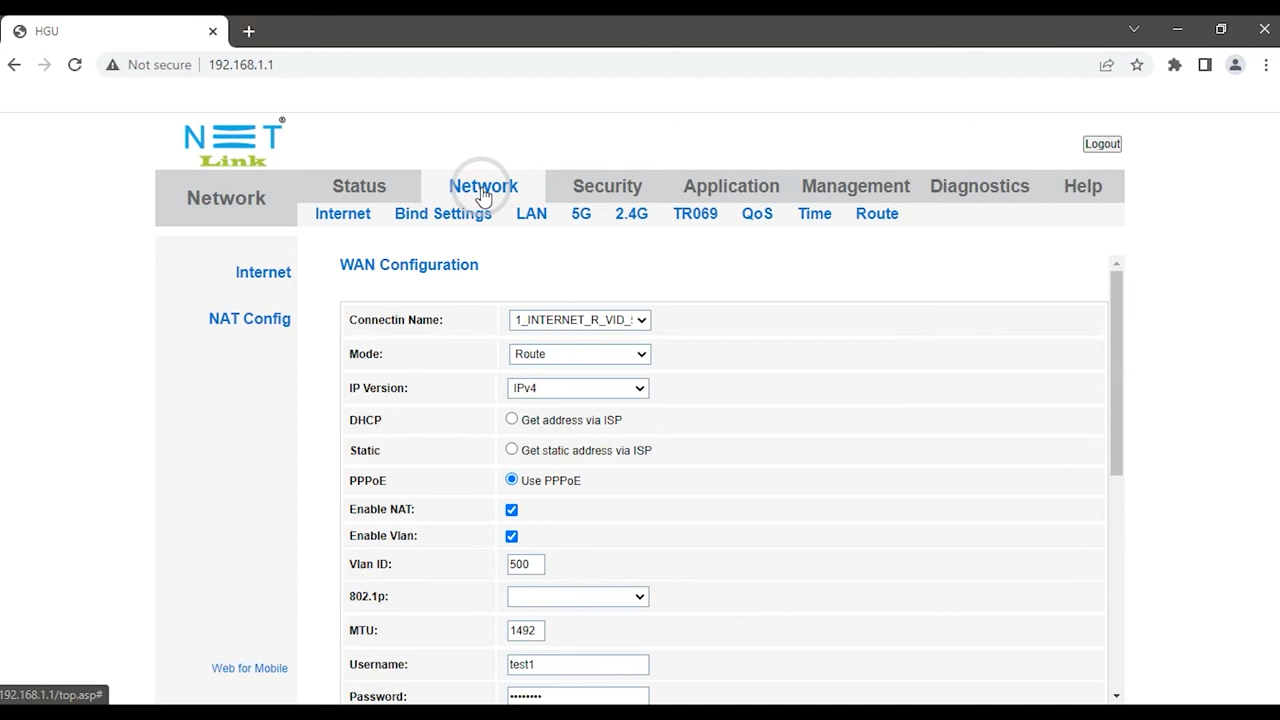 HGU
Not secure 192.168.1.1
NET ®
Link
Logout
Network
Status Network Security Application Management Diagnostics Help
Internet Bind Settings LAN 5G 2.4G TR069 QoS Time Route
Internet
NAT Config
WAN Configuration
Connectin Name: 1_INTERNET_R_VID_
Mode: Route
IP Version: IPv4
DHCP Get address via ISP
Static Get static address via ISP
PPPoE Use PPPoE
Enable NAT:
Enable Vlan:
Vlan ID: 500
802.1p:
MTU: 1492
Username: test1
Password: ••••••••
Web for Mobile
192.168.1.1/top.asp#